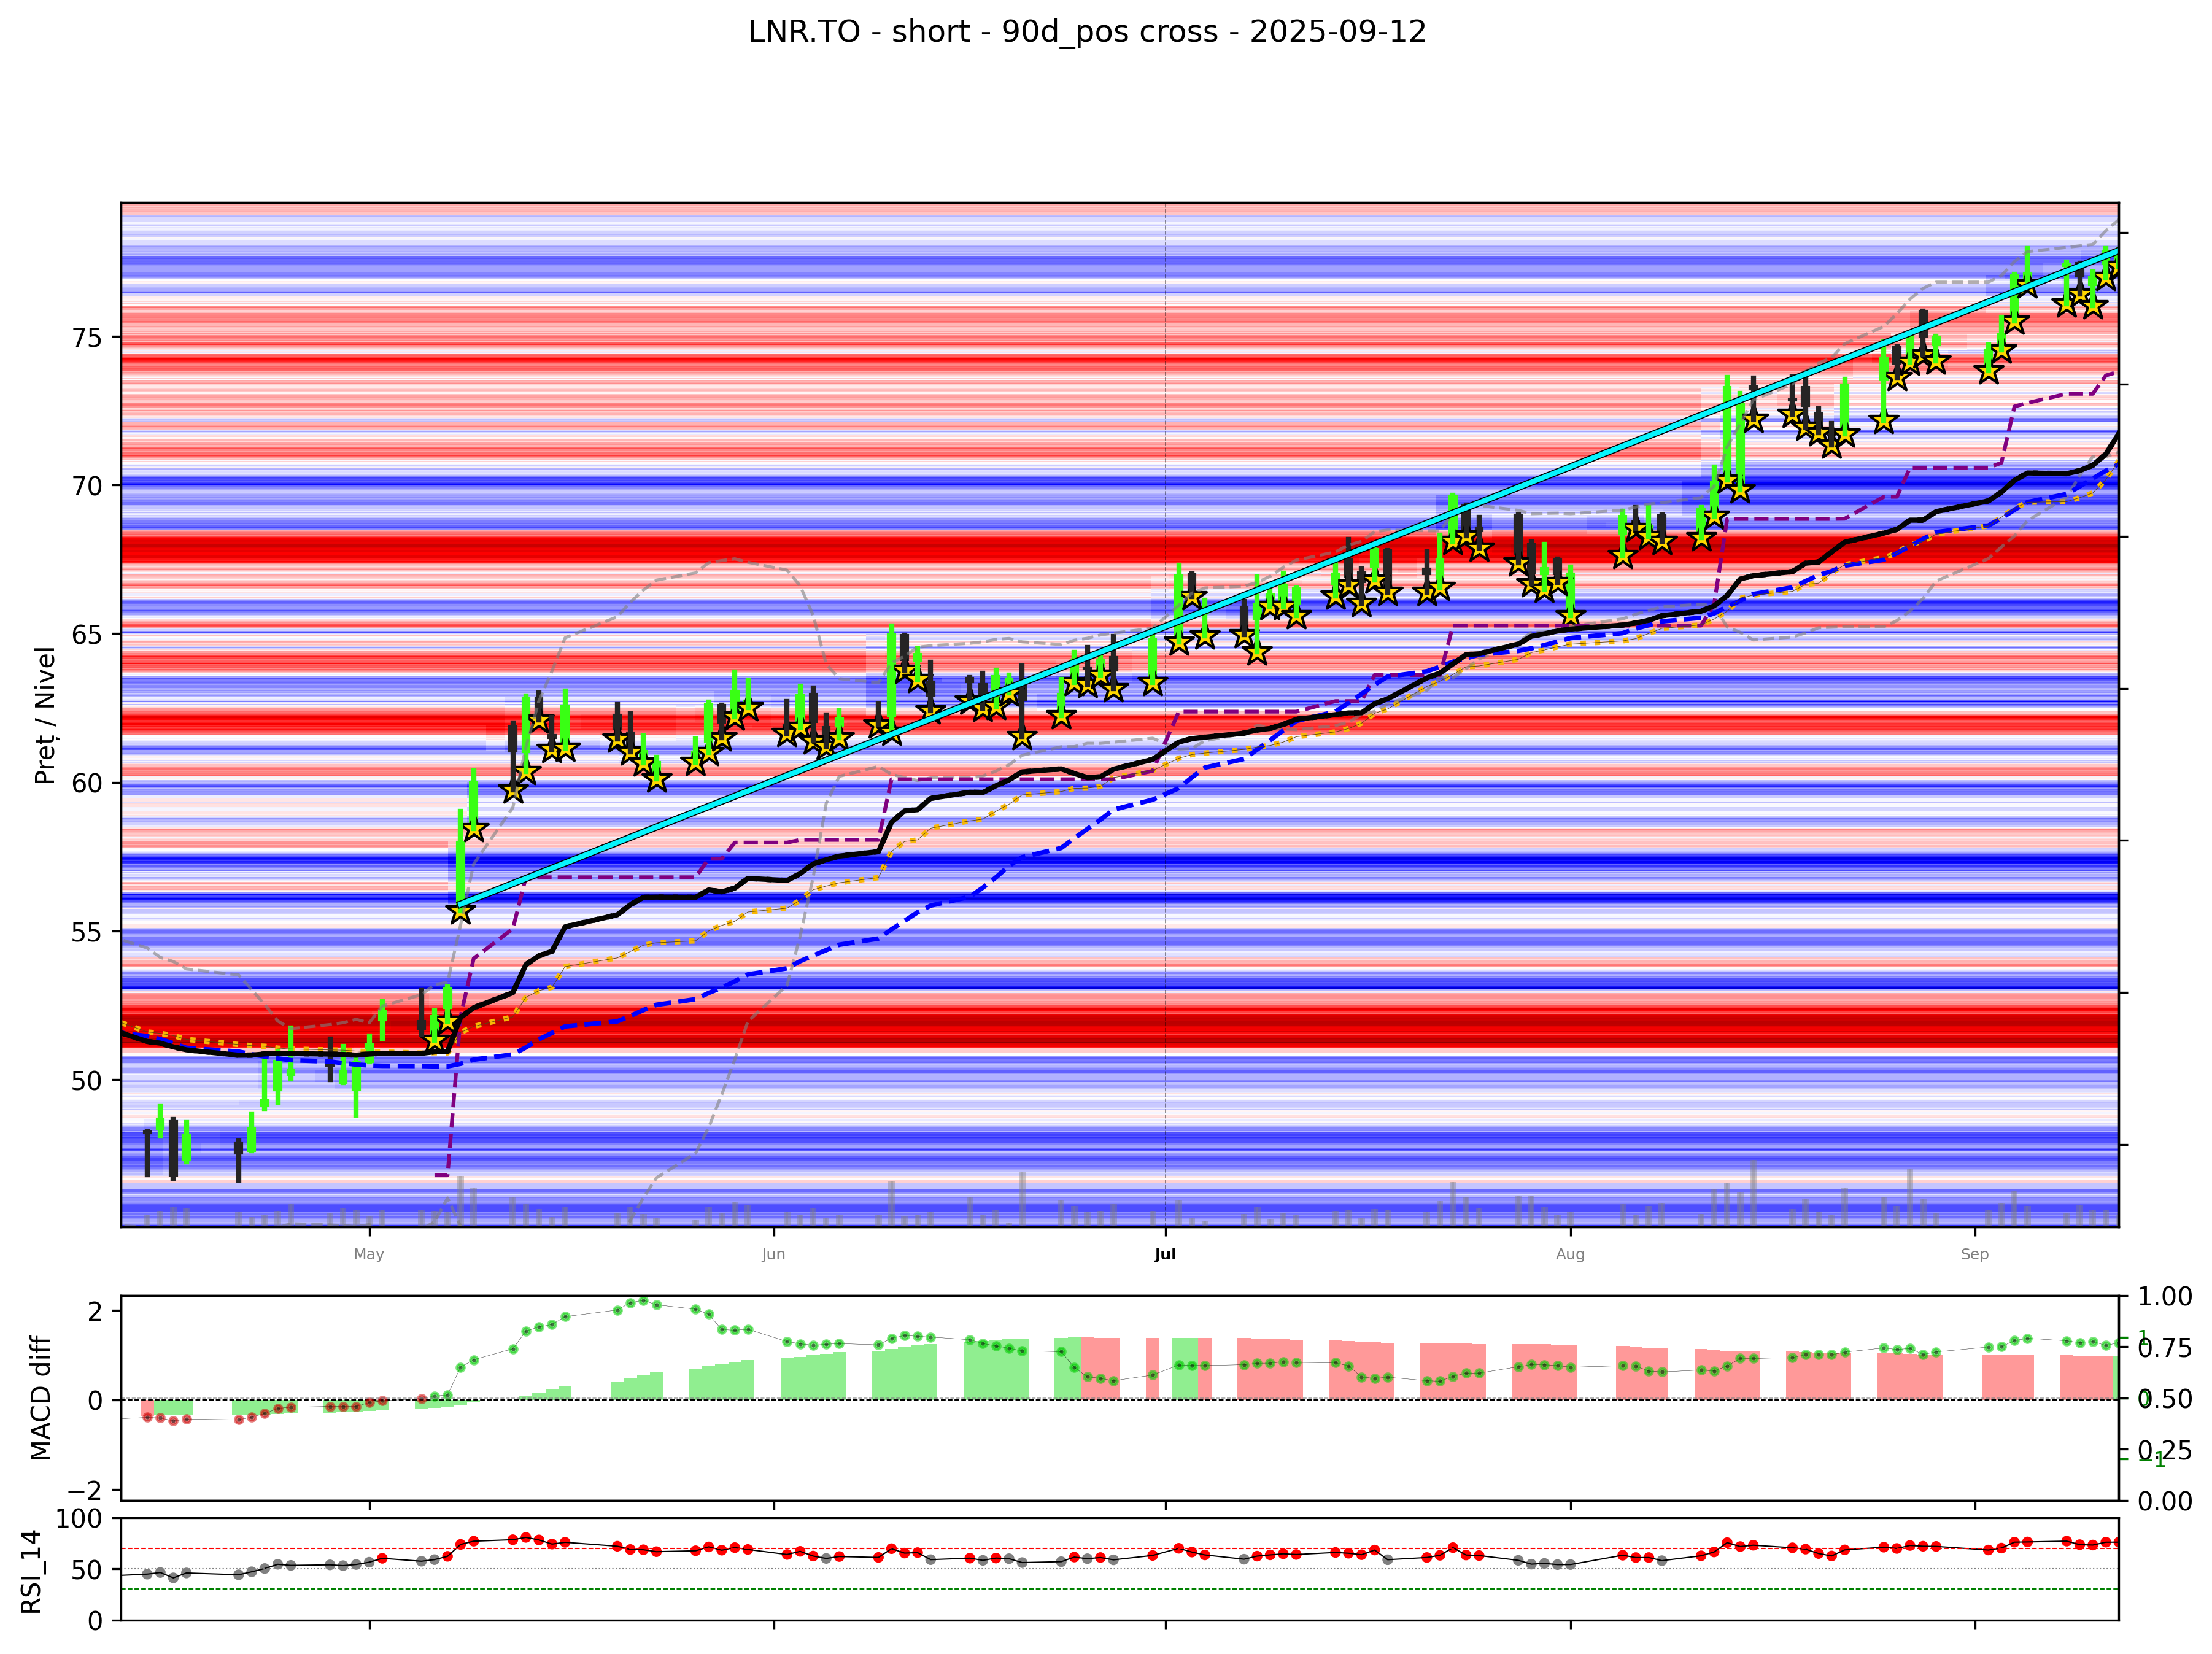 LNR.TO - short - 90d_pos cross - 2025-09-12
Preț / Nivel
75
70
65
60
55
50
May
Jun
Jul
Aug
Sep
MACD diff
2
0
−2
1.00
0.75
0.50
0.25
0.00
1
−1
RSI_14
100
50
0